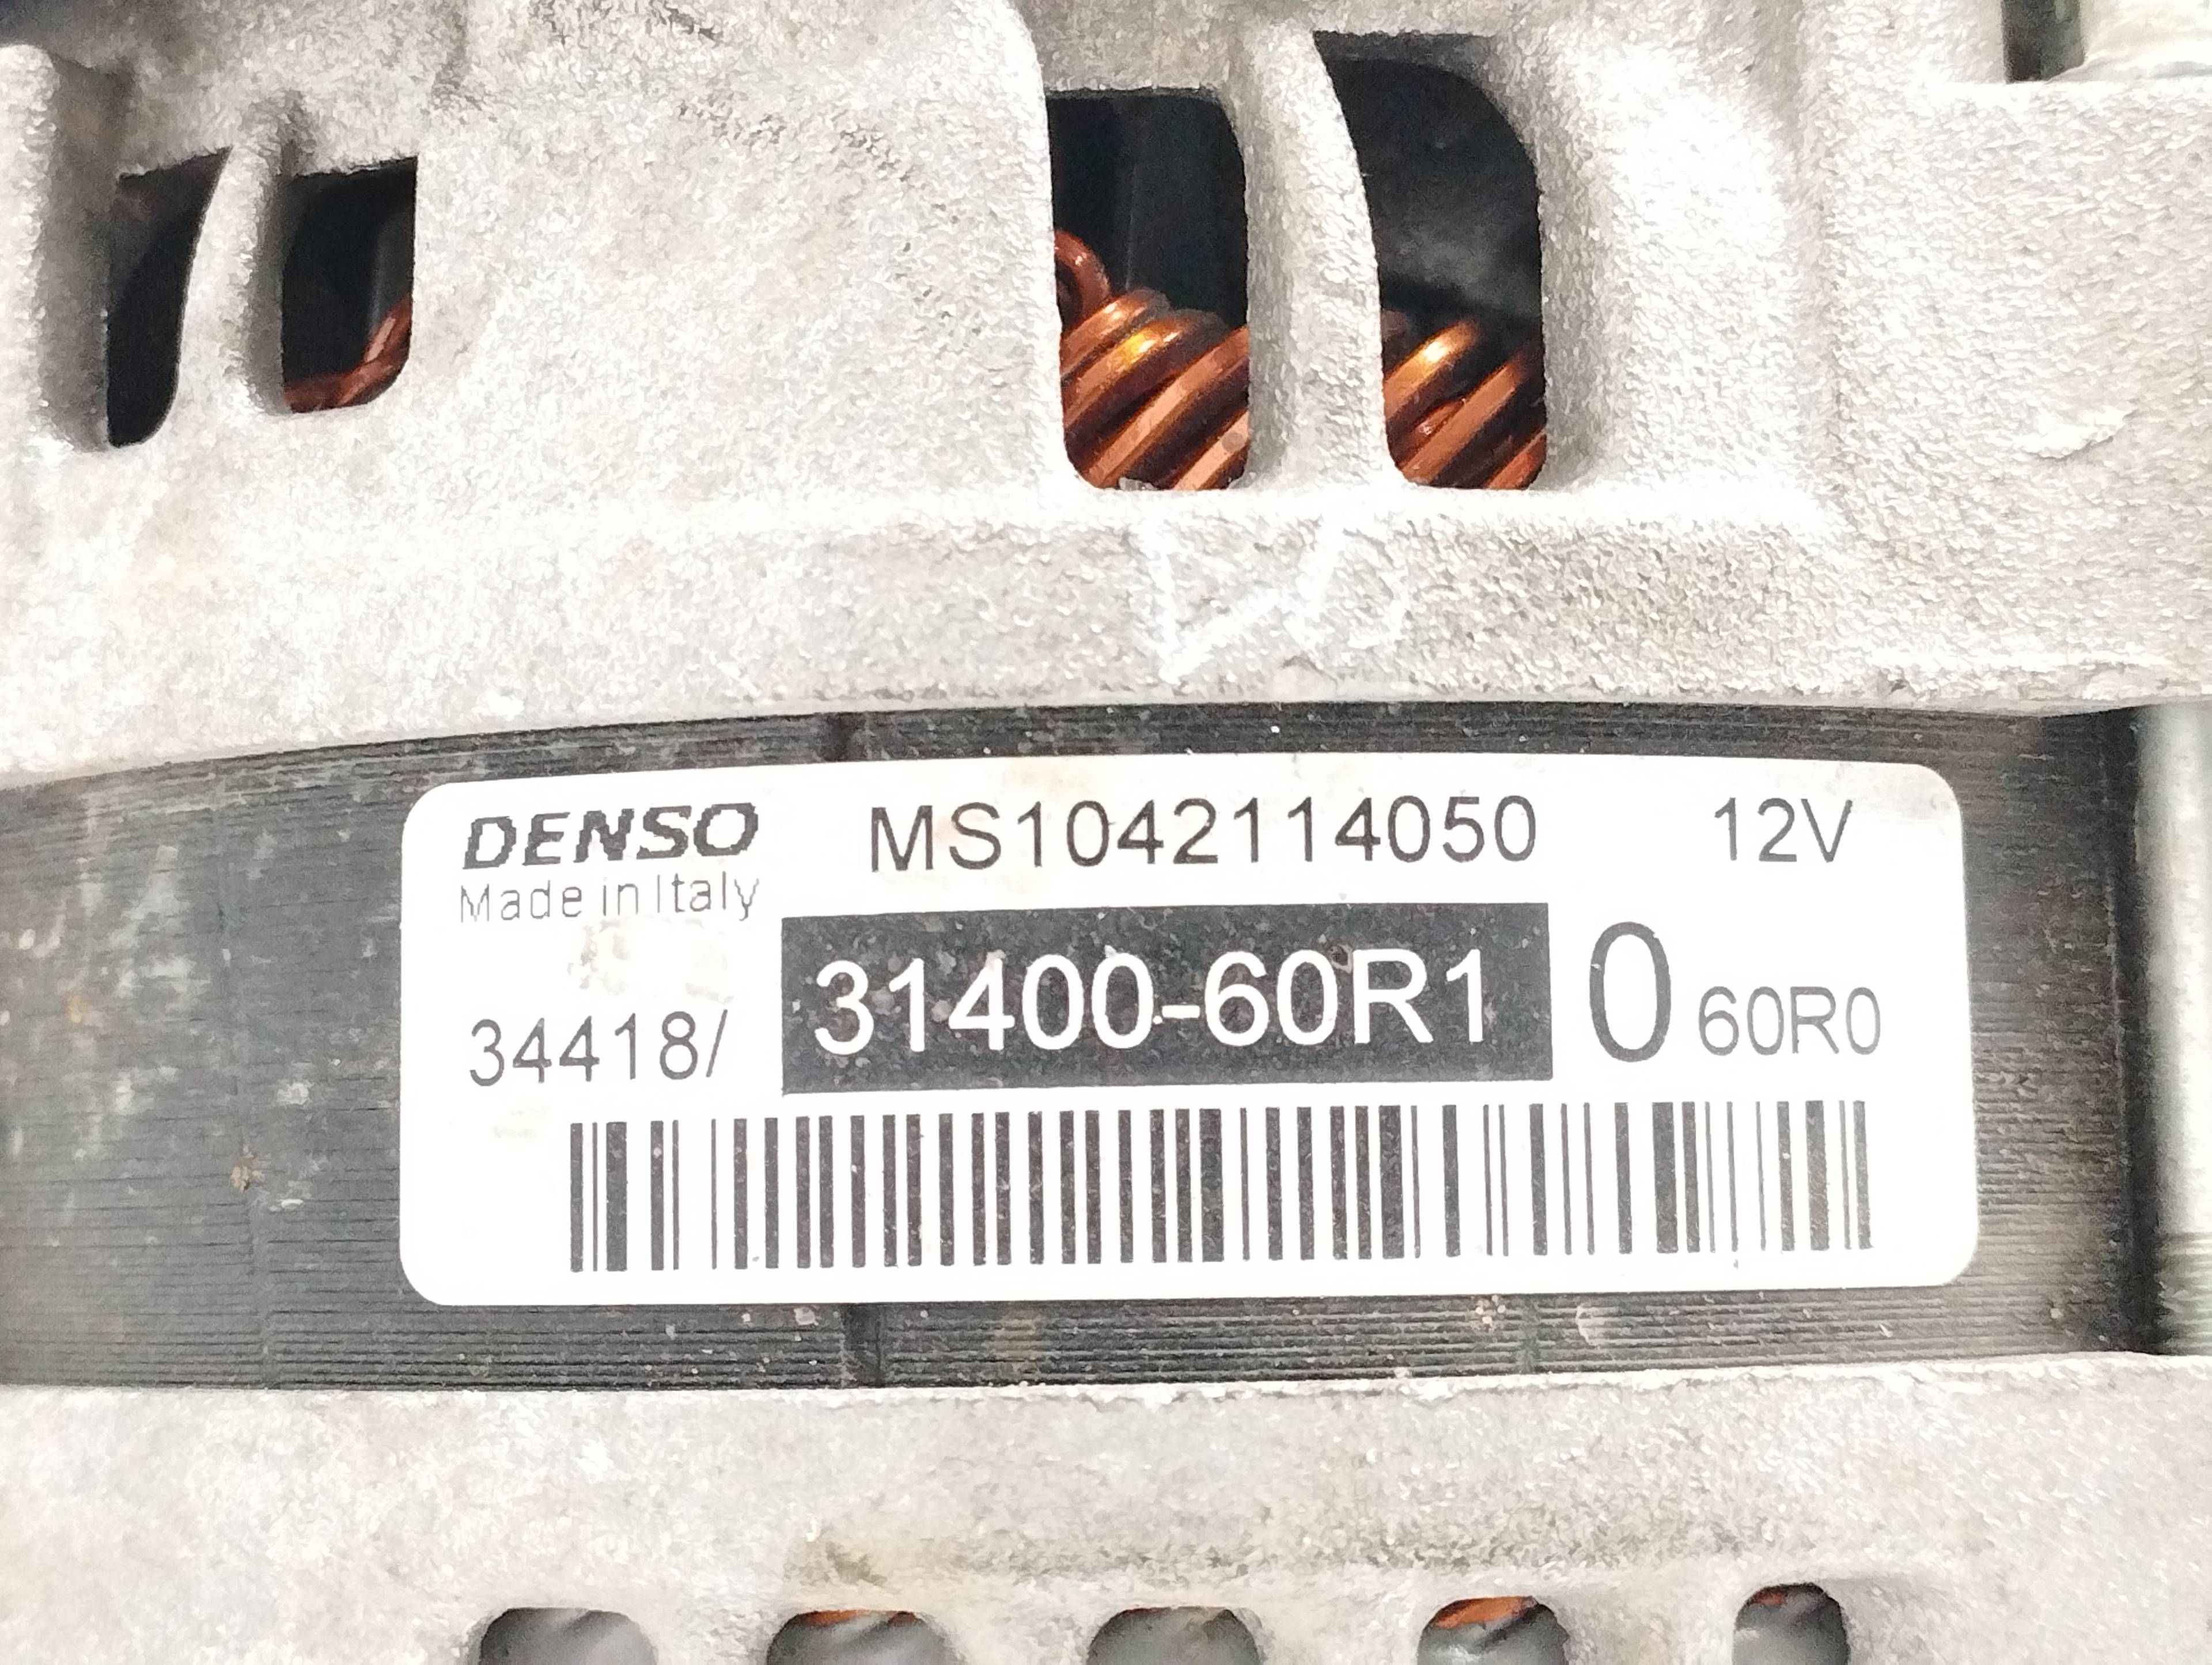 DENSO MS1042114050 12V
Made in Italy
34418/ 31400-60R1 0 60R0